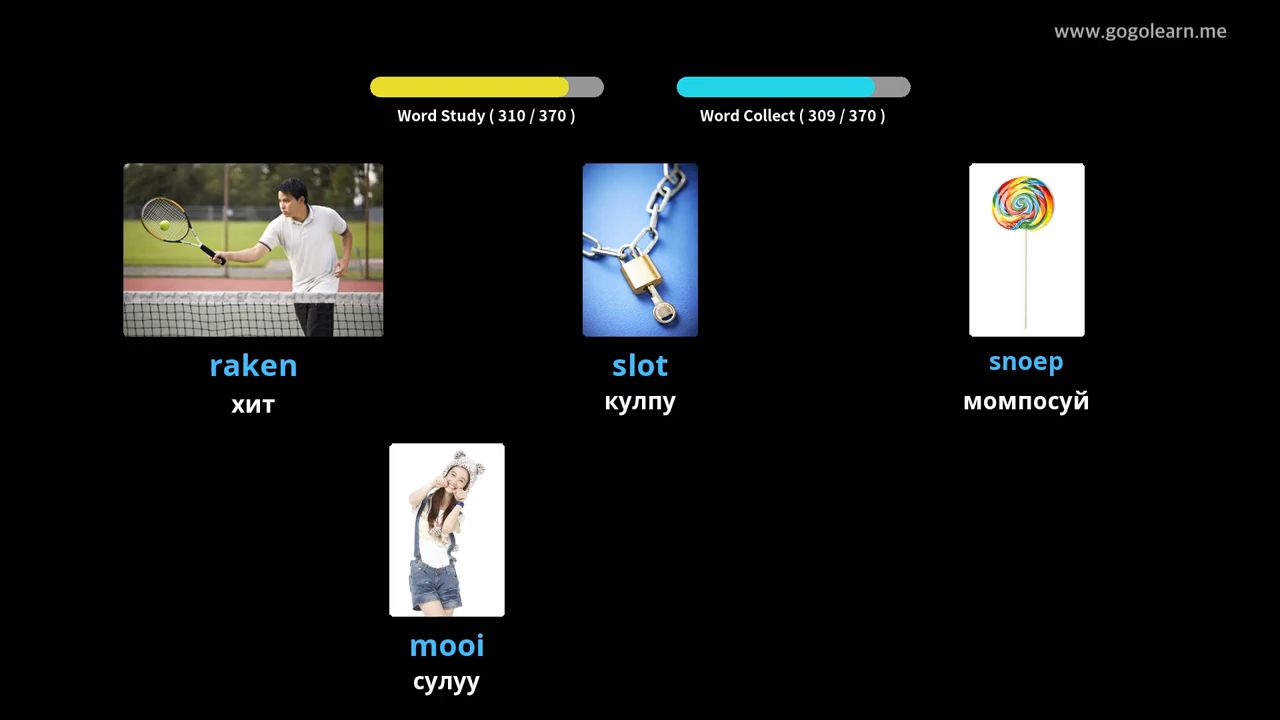 www.gogolearn.me
Word Study ( 310 / 370 )
Word Collect ( 309 / 370 )
raken
slot
snoep
хит
кулпу
момпосуй
mooi
сулуу